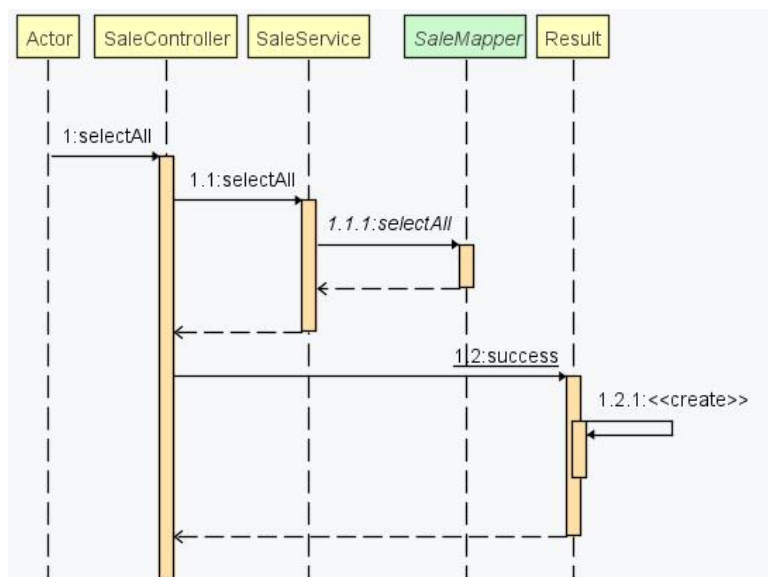 Actor SaleController SaleService SaleMapper Result
1:selectAll
1.1:selectAll
1.1.1:selectAll
1.2:success
1.2.1:<<create>>